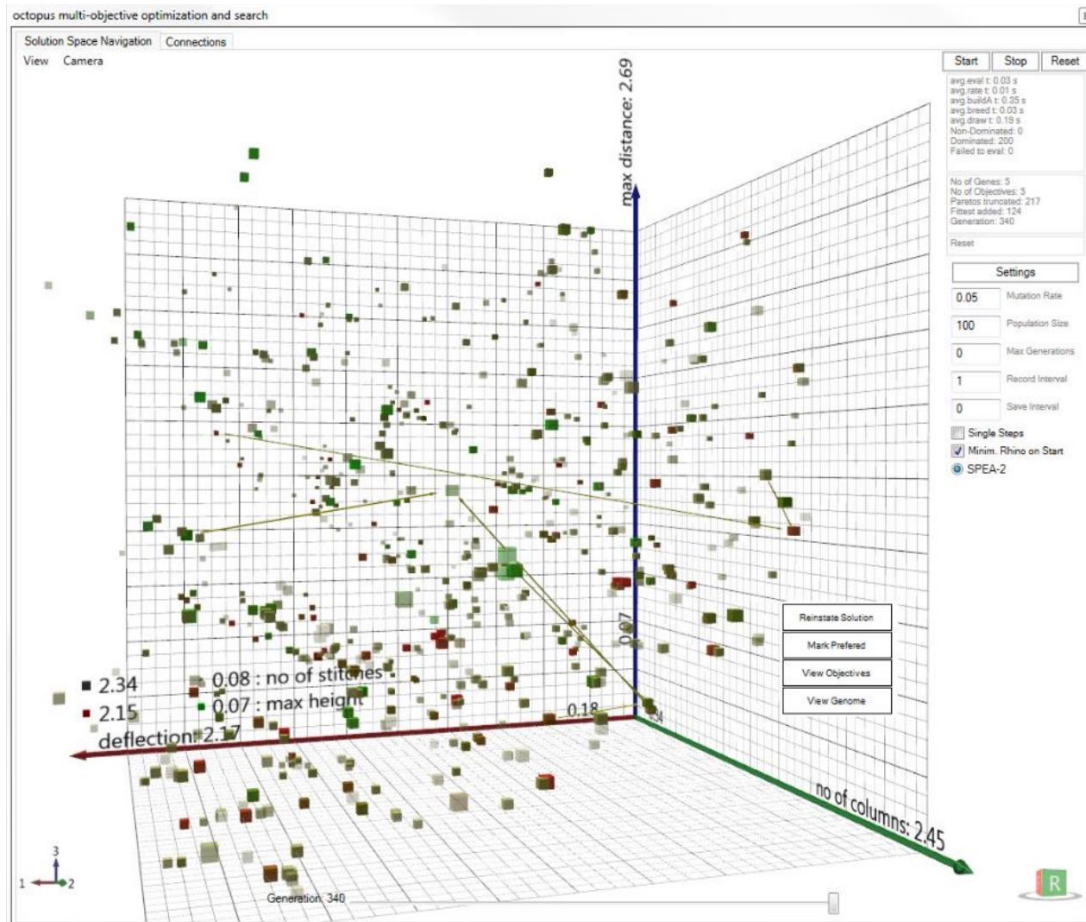 octopus multi-objective optimization and search
Solution Space Navigation Connections
View Camera
Start Stop Reset
avg.eval t: 0.03 s
avg.rate t: 0.01 s
avg.buildA t: 0.35 s
avg.breed t: 0.03 s
avg.draw t: 0.19 s
Non-Dominated: 0
Dominated: 200
Failed to eval: 0
No of Genes: 5
No of Objectives: 3
Paretos truncated: 217
Fittest added: 124
Generation: 340
Reset
Settings
0.05 Mutation Rate
100 Population Size
0 Max Generations
1 Record Interval
0 Save Interval
Single Steps
Minim. Rhino on Start
SPEA-2
max distance: 2.69
0.07
Reinstate Solution
Mark Prefered
View Objectives
View Genome
2.34 0.08 : no of stitches
2.15 0.07 : max height
deflection: 2.17
0.18
no of columns: 2.45
3
1 2
Generation: 340
R